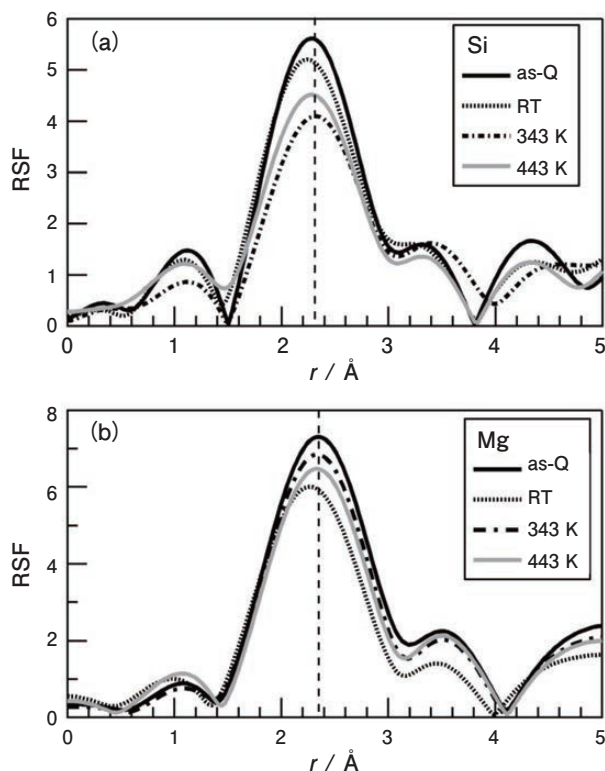 (a)
Si
as-Q
RT
343 K
443 K
RSF
6
5
4
3
2
1
0
0 1 2 3 4 5
r / Å
(b)
Mg
as-Q
RT
343 K
443 K
RSF
8
6
4
2
0
0 1 2 3 4 5
r / Å